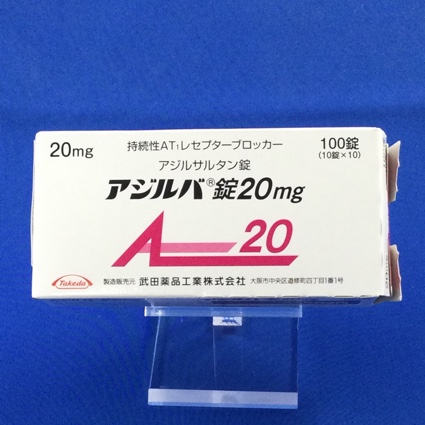 20mg
持続性AT1レセプターブロッカー
100錠
(10錠×10)
アジルサルタン錠
アジルバ®錠20mg
A 20
Takeda
製造販売元 武田薬品工業株式会社 大阪市中央区道修町四丁目1番1号